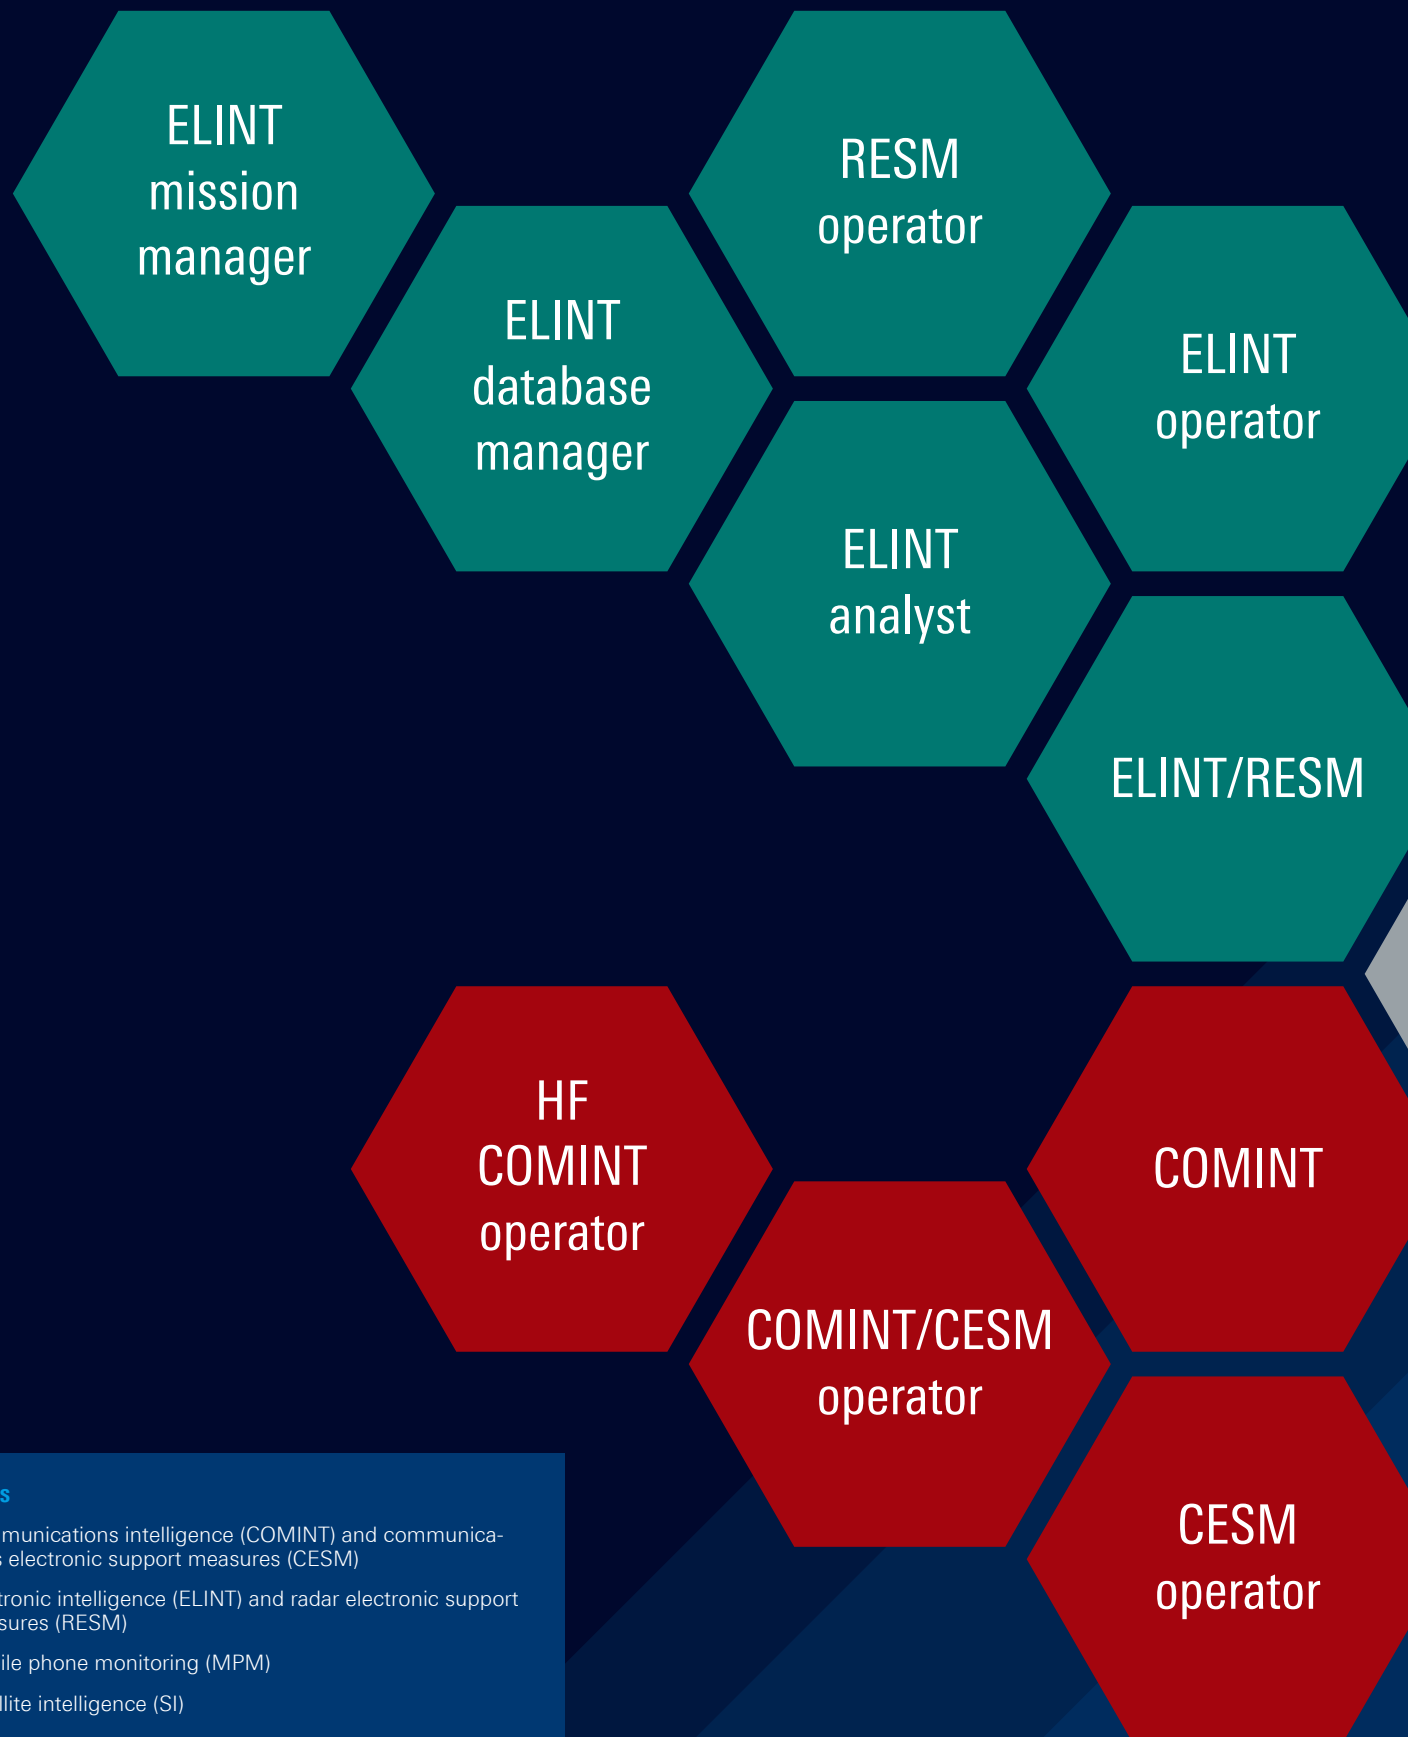 ELINT
mission
manager
RESM
operator
ELINT
database
manager
ELINT
operator
ELINT
analyst
ELINT/RESM
HF
COMINT
operator
COMINT
COMINT/CESM
operator
CESM
operator
s
munications intelligence (COMINT) and communica-
s electronic support measures (CESM)
tronic intelligence (ELINT) and radar electronic support
sures (RESM)
ile phone monitoring (MPM)
llite intelligence (SI)